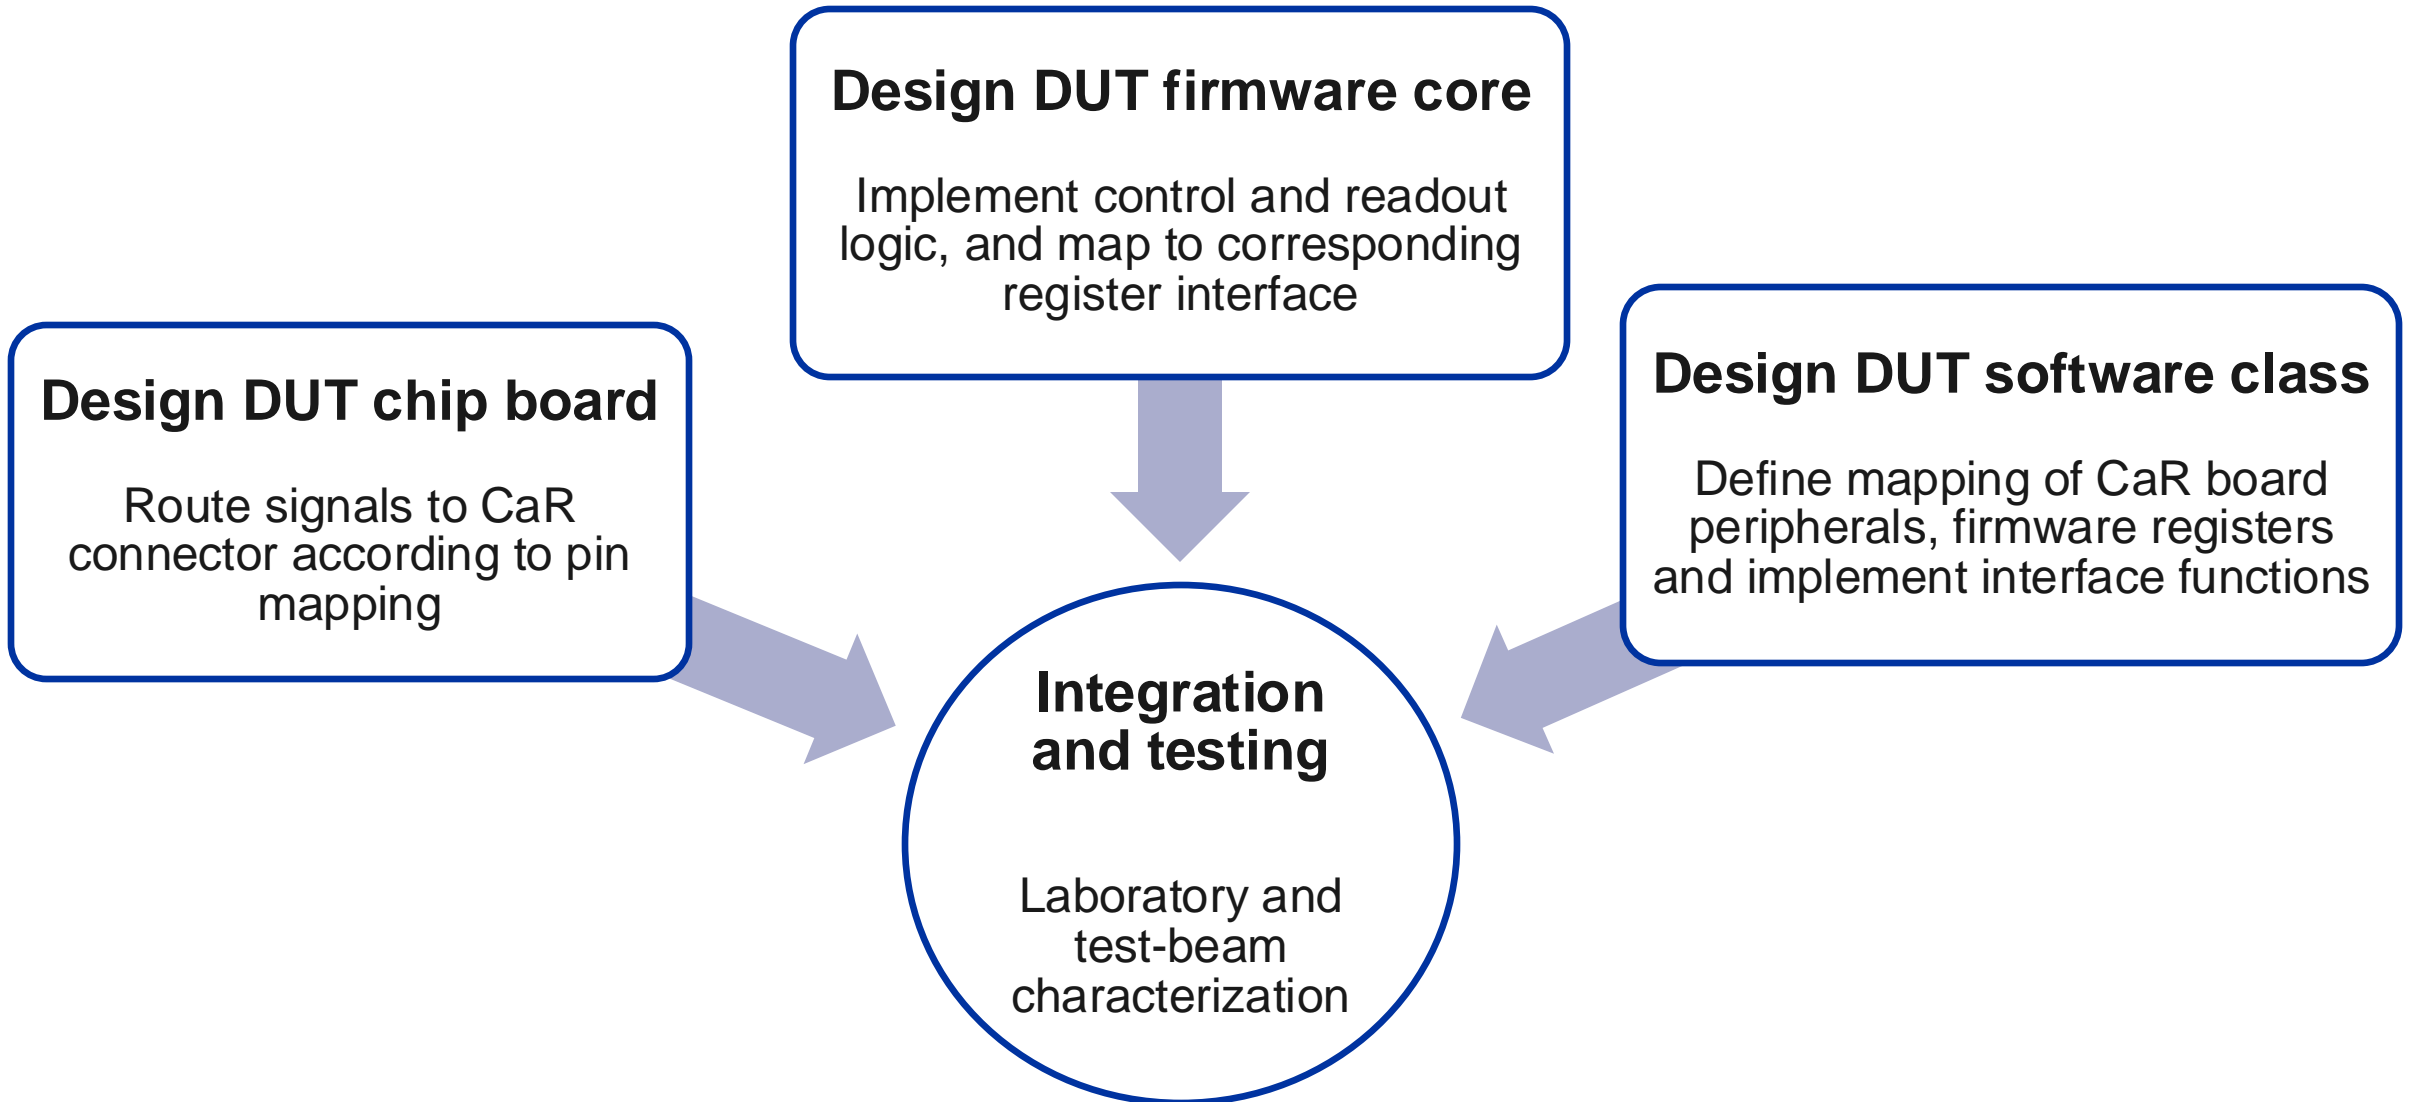 Design DUT firmware core
Implement control and readout
logic, and map to corresponding
register interface
Design DUT chip board
Route signals to CaR
connector according to pin
mapping
Design DUT software class
Define mapping of CaR board
peripherals, firmware registers
and implement interface functions
Integration
and testing
Laboratory and
test-beam
characterization